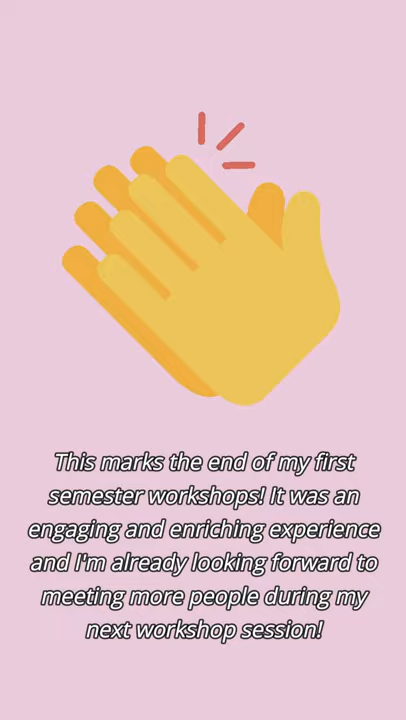 This marks the end of my first
semester workshops! It was an
engaging and enriching experience
and I'm already looking forward to
meeting more people during my
next workshop session!